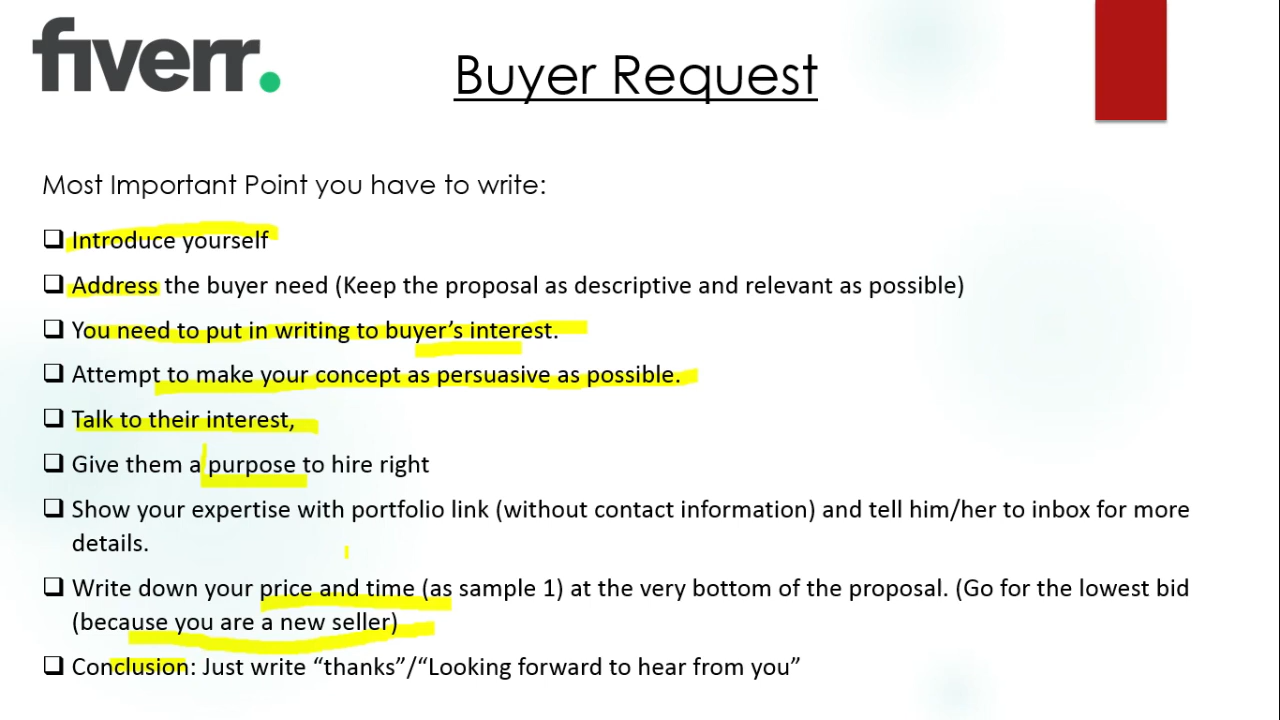 fiverr.
Buyer Request
Most Important Point you have to write:
❑ Introduce yourself
❑ Address the buyer need (Keep the proposal as descriptive and relevant as possible)
❑ You need to put in writing to buyer’s interest.
❑ Attempt to make your concept as persuasive as possible.
❑ Talk to their interest,
❑ Give them a purpose to hire right
❑ Show your expertise with portfolio link (without contact information) and tell him/her to inbox for more
details.
❑ Write down your price and time (as sample 1) at the very bottom of the proposal. (Go for the lowest bid
(because you are a new seller)
❑ Conclusion: Just write “thanks”/“Looking forward to hear from you”